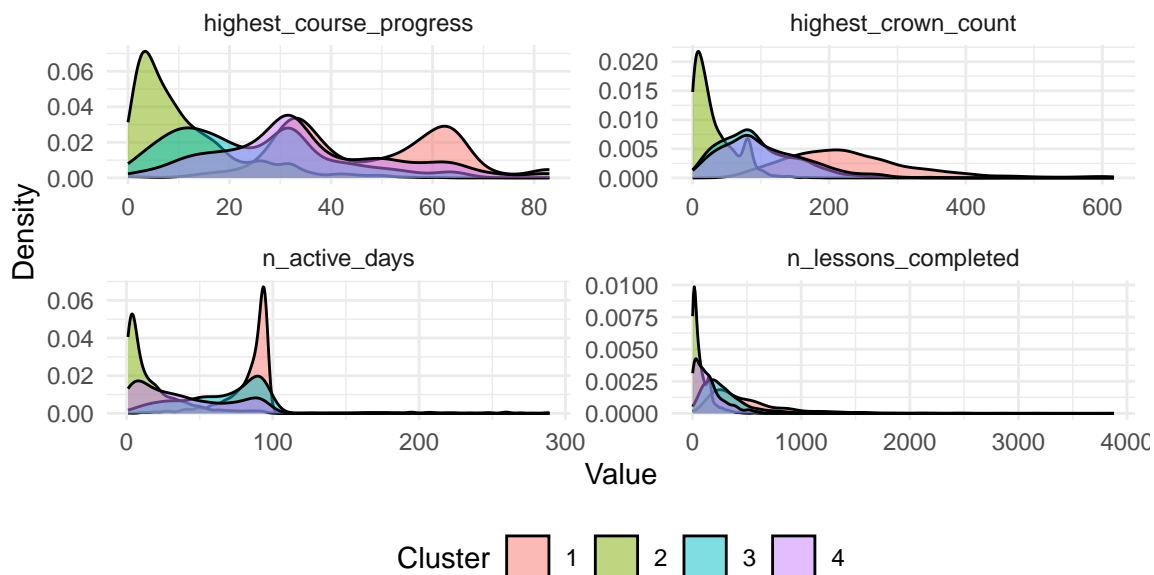 highest_course_progress
highest_crown_count
0.06
0.04
0.02
0.00
0 20 40 60 80
0.020
0.015
0.010
0.005
0.000
0 200 400 600
Density
n_active_days
n_lessons_completed
0.06
0.04
0.02
0.00
0 100 200 300
0.0100
0.0075
0.0050
0.0025
0.0000
0 1000 2000 3000 4000
Value
Cluster 1 2 3 4